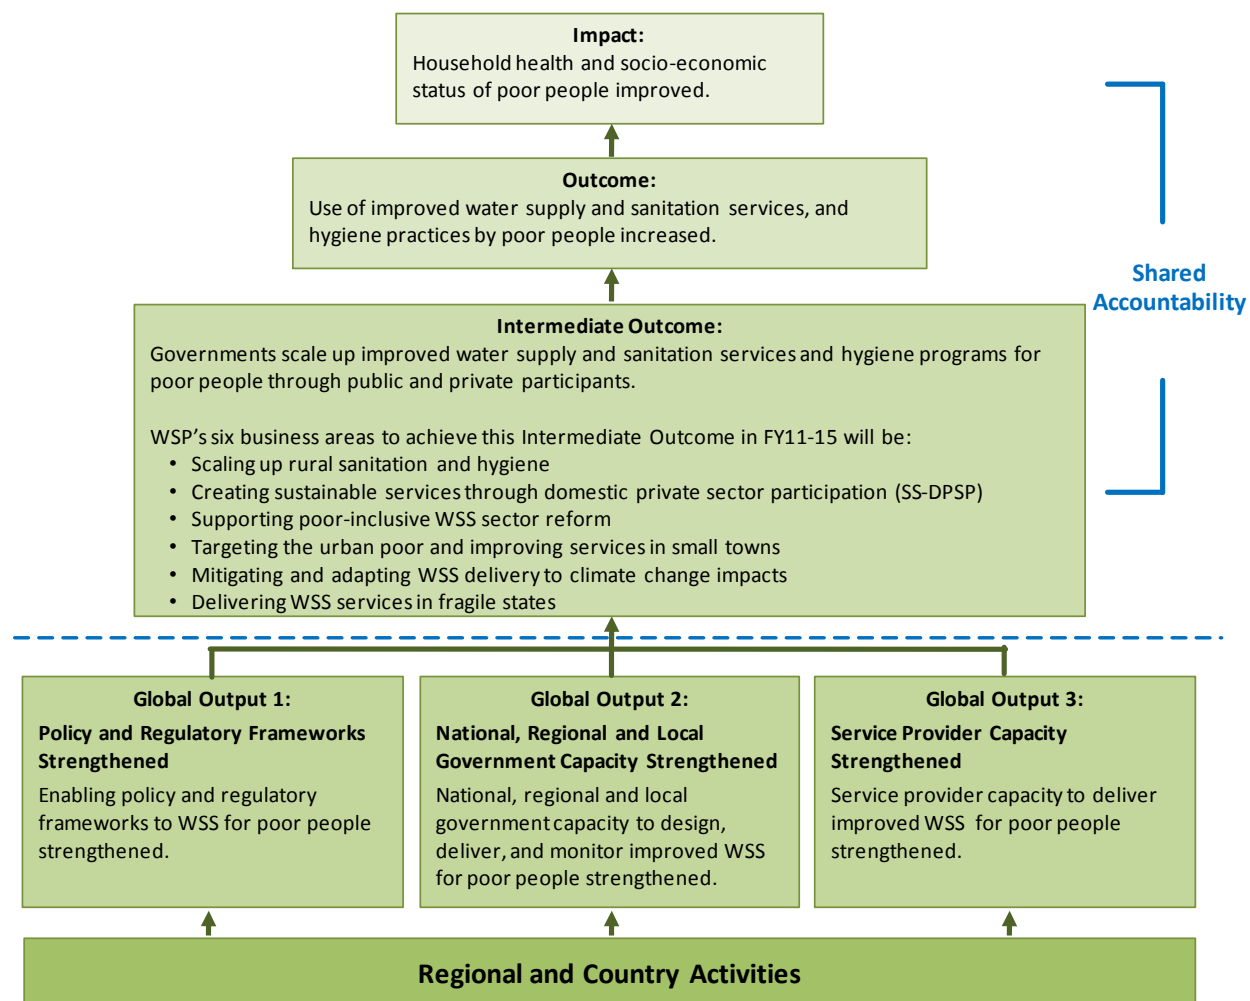 Impact:
Household health and socio-economic
status of poor people improved.
Outcome:
Use of improved water supply and sanitation services, and
hygiene practices by poor people increased.
Shared
Accountability
Intermediate Outcome:
Governments scale up improved water supply and sanitation services and hygiene programs for
poor people through public and private participants.
WSP's six business areas to achieve this Intermediate Outcome in FY11-15 will be:
• Scaling up rural sanitation and hygiene
• Creating sustainable services through domestic private sector participation (SS-DPSP)
• Supporting poor-inclusive WSS sector reform
• Targeting the urban poor and improving services in small towns
• Mitigating and adapting WSS delivery to climate change impacts
• Delivering WSS services in fragile states
Global Output 1:
Policy and Regulatory Frameworks
Strengthened
Enabling policy and regulatory
frameworks to WSS for poor people
strengthened.
Global Output 2:
National, Regional and Local
Government Capacity Strengthened
National, regional and local
government capacity to design,
deliver, and monitor improved WSS
for poor people strengthened.
Global Output 3:
Service Provider Capacity
Strengthened
Service provider capacity to deliver
improved WSS for poor people
strengthened.
Regional and Country Activities